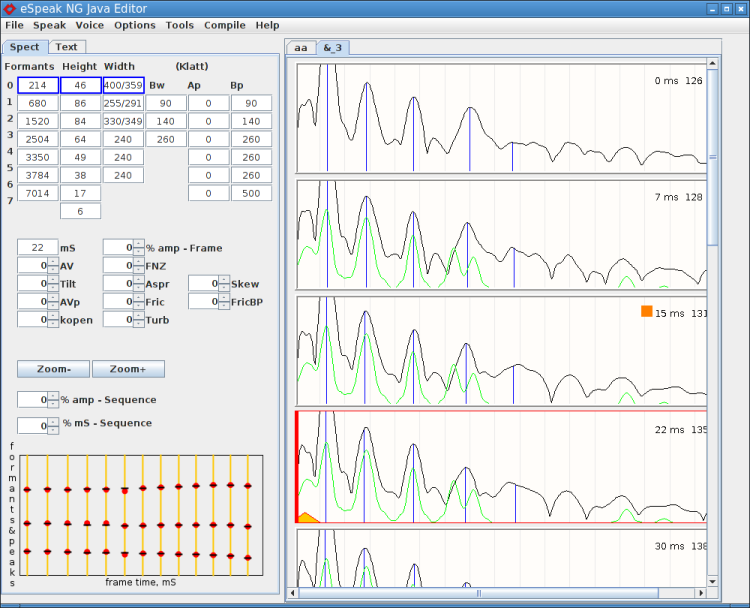 eSpeak NG Java Editor
File Speak Voice Options Tools Compile Help
Spect Text
Formants Height Width (Klatt)
0 214 46 400/359 Bw Ap Bp
1 680 86 255/291 90 0 90
2 1520 84 330/349 140 0 140
3 2504 64 240 260 0 260
4 3350 49 240 0 260
5 3784 38 240 0 260
6 7014 17 0 500
7 6
22 mS 0 % amp - Frame
0 AV 0 FNZ
0 Tilt 0 Aspr 0 Skew
0 AVp 0 Fric 0 FricBP
0 kopen 0 Turb
Zoom- Zoom+
0 % amp - Sequence
0 % mS - Sequence
formants&peaks
frame time, mS
aa &_3
0 ms 126
7 ms 128
15 ms 131
22 ms 135
30 ms 138